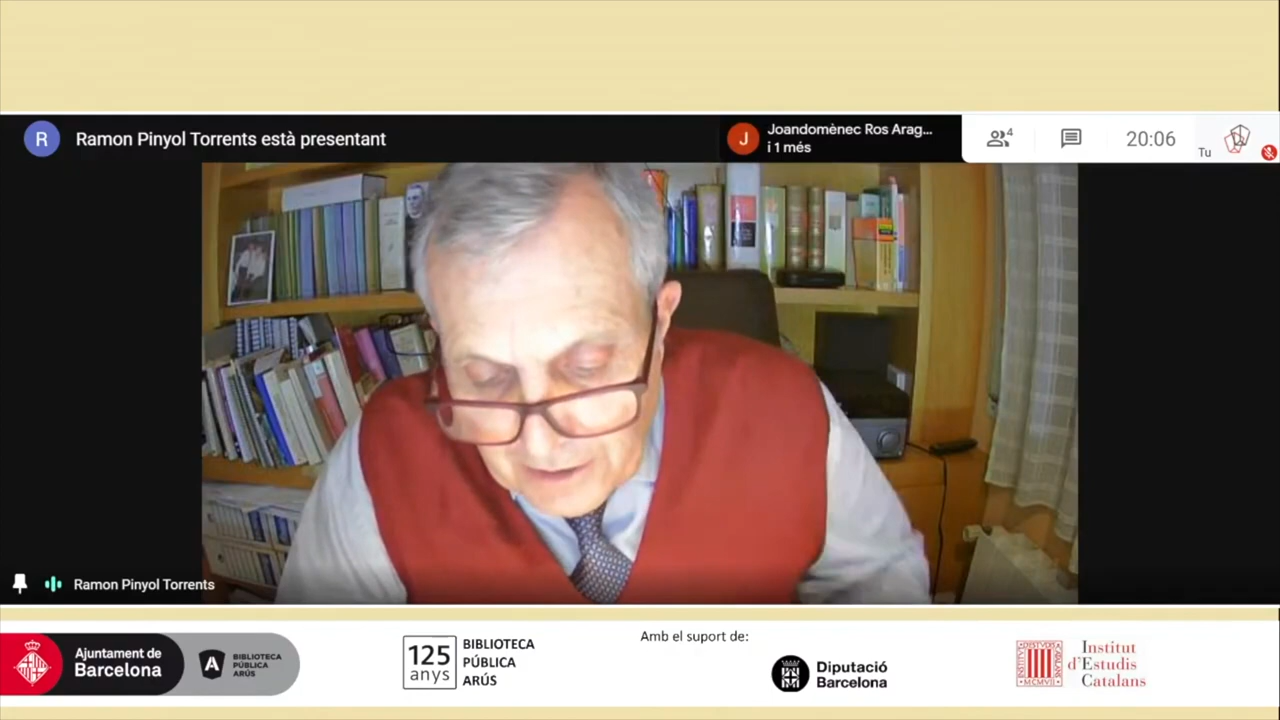 R
Ramon Pinyol Torrents està presentant
J
Joandomènec Ros Arag...
i 1 més
4
20:06
Tu
Ramon Pinyol Torrents
Ajuntament de
Barcelona
A
BIBLIOTECA
PÚBLICA
ARÚS
125
anys
BIBLIOTECA
PÚBLICA
ARÚS
Amb el suport de:
Diputació
Barcelona
Institut
d'Estudis
Catalans